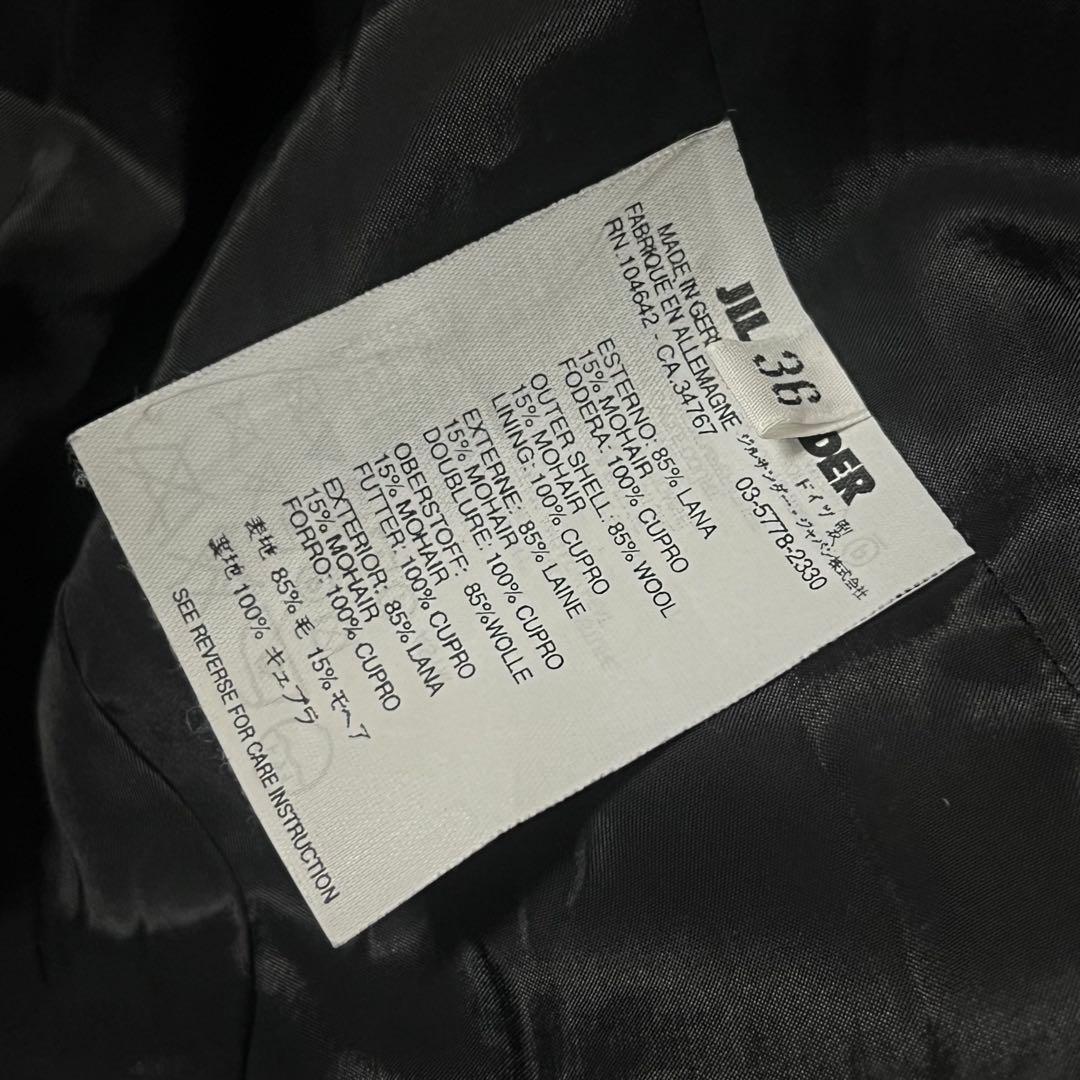 JIL
36
DER
MADE IN GER
FABRIQUE EN ALLEMAGNE
RN 104642 - CA.34767
ドイツ製
ジルサンダージャパン株式会社
03-5778-2330
ESTERNO: 85% LANA
15% MOHAIR
FODERA: 100% CUPRO
OUTER SHELL: 85% WOOL
15% MOHAIR
LINING: 100% CUPRO
EXTERNE: 85% LAINE
15% MOHAIR
DOUBLURE: 100% CUPRO
OBERSTOFF: 85%WOLLE
15% MOHAIR
FUTTER: 100% CUPRO
EXTERIOR: 85% LANA
15% MOHAIR
FORRO: 100% CUPRO
表地 85% 毛 15% モヘア
裏地 100% キュプラ
SEE REVERSE FOR CARE INSTRUCTION